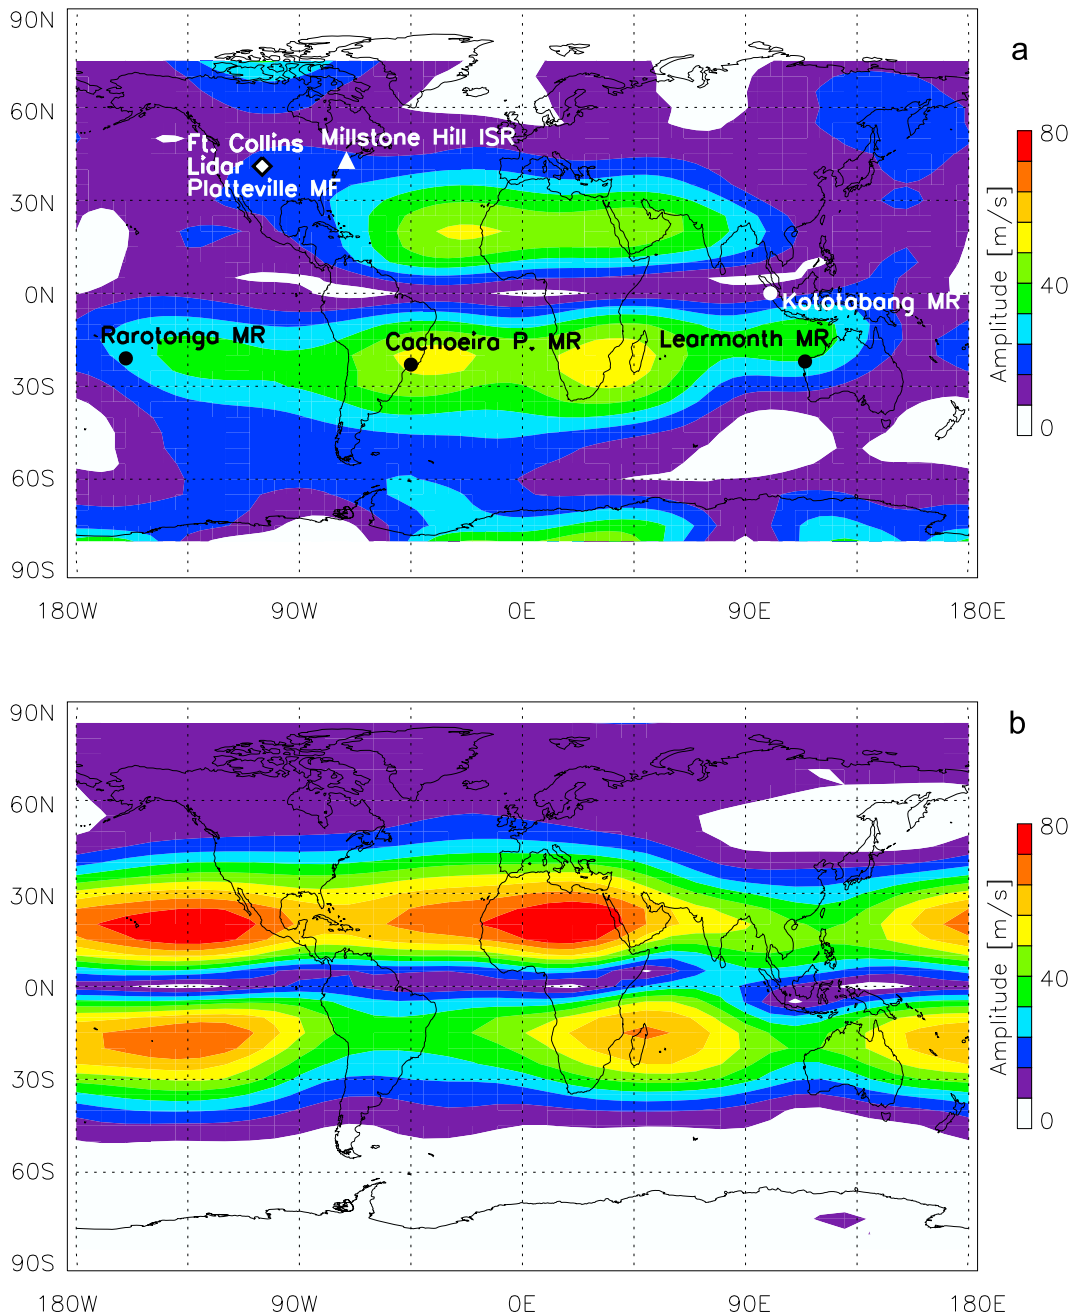 a
90N
60N
30N
0N
30S
60S
90S
180W
90W
0E
90E
180E
Ft. Collins
Lidar
Platteville MF
Millstone Hill ISR
Kototabang MR
Rarotonga MR
Cachoeira P. MR
Learmonth MR
80
40
0
Amplitude [m/s]
b
90N
60N
30N
0N
30S
60S
90S
180W
90W
0E
90E
180E
80
40
0
Amplitude [m/s]